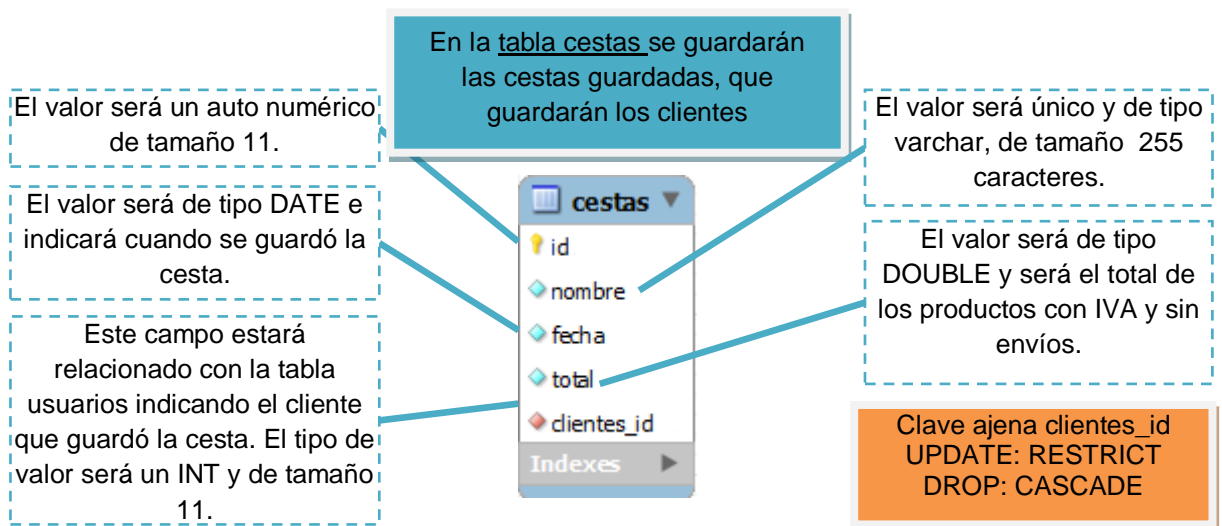 En la tabla cestas se guardarán
las cestas guardadas, que
guardarán los clientes
El valor será un auto numérico
de tamaño 11.
El valor será de tipo DATE e
indicará cuando se guardó la
cesta.
Este campo estará
relacionado con la tabla
usuarios indicando el cliente
que guardó la cesta. El tipo de
valor será un INT y de tamaño
11.
cestas
id
nombre
fecha
total
clientes_id
Indexes
El valor será único y de tipo
varchar, de tamaño 255
caracteres.
El valor será de tipo
DOUBLE y será el total de
los productos con IVA y sin
envíos.
Clave ajena clientes_id
UPDATE: RESTRICT
DROP: CASCADE